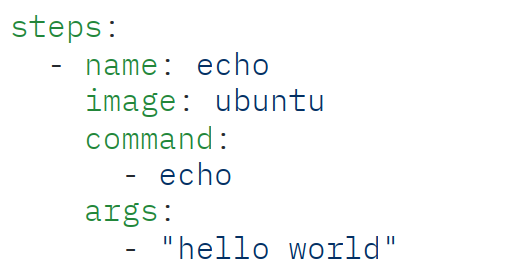 steps:
  - name: echo
    image: ubuntu
    command:
      - echo
    args:
      - "hello world"